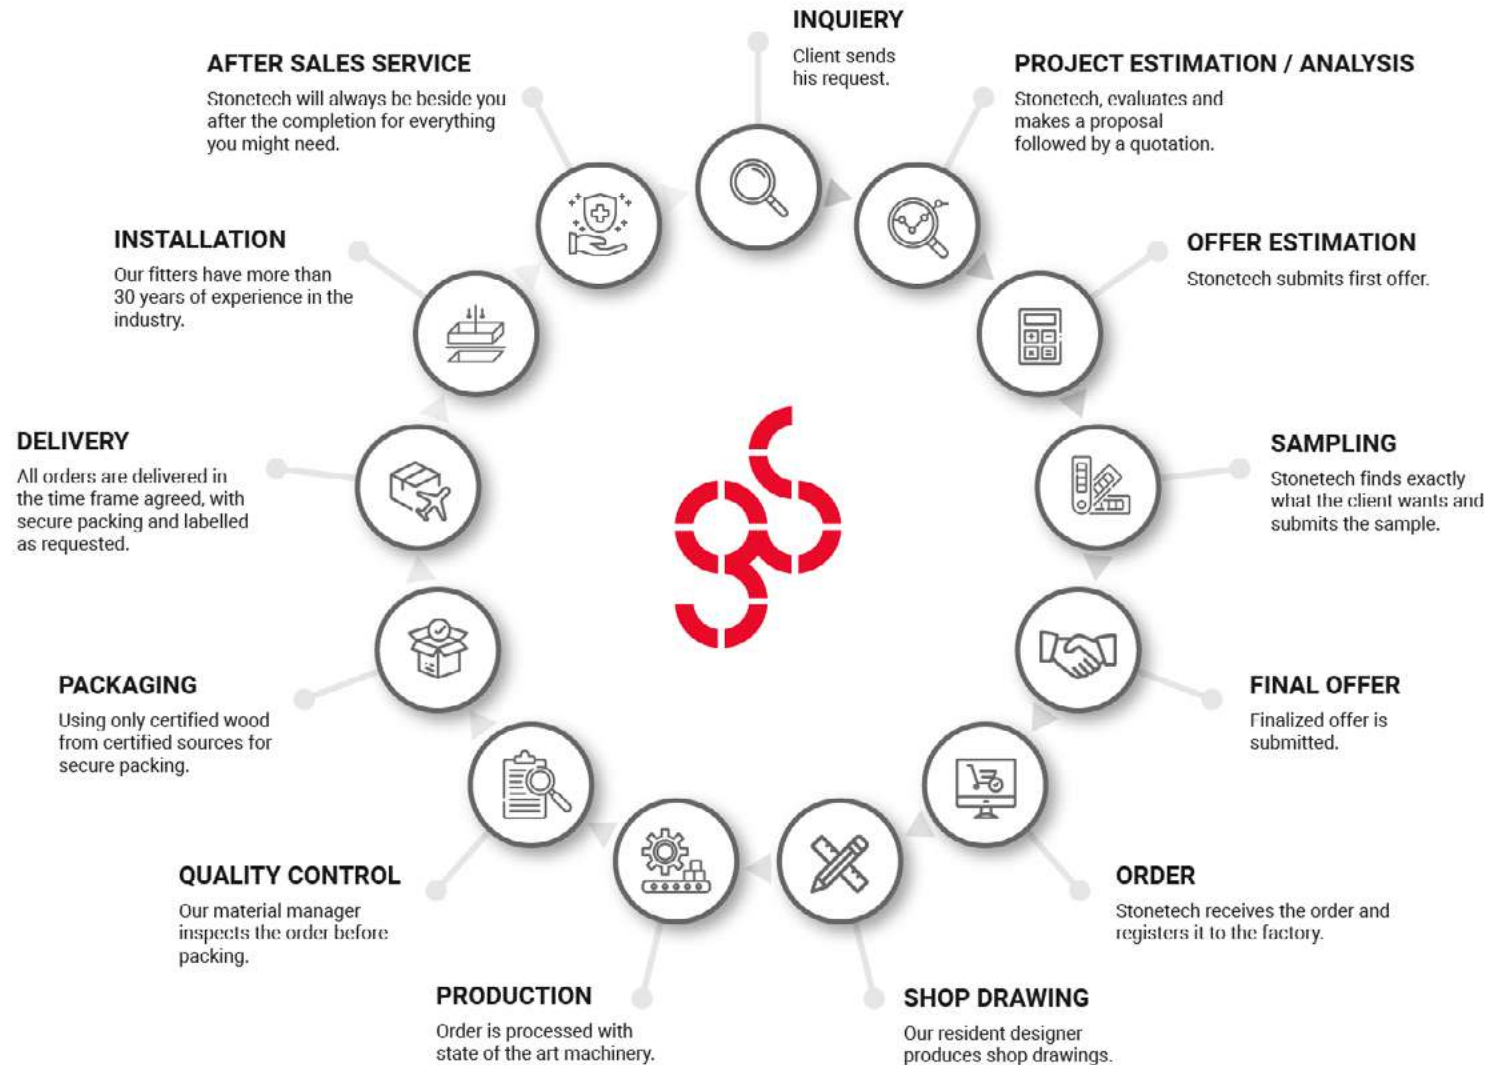 INQUIERY
Client sends
his request.
PROJECT ESTIMATION / ANALYSIS
Stonetech, evaluates and
makes a proposal
followed by a quotation.
OFFER ESTIMATION
Stonetech submits first offer.
SAMPLING
Stonetech finds exactly
what the client wants and
submits the sample.
FINAL OFFER
Finalized offer is
submitted.
ORDER
Stonetech receives the order and
registers it to the factory.
SHOP DRAWING
Our resident designer
produces shop drawings.
PRODUCTION
Order is processed with
state of the art machinery.
QUALITY CONTROL
Our material manager
inspects the order before
packing.
PACKAGING
Using only certified wood
from certified sources for
secure packing.
DELIVERY
All orders are delivered in
the time frame agreed, with
secure packing and labelled
as requested.
INSTALLATION
Our fitters have more than
30 years of experience in the
industry.
AFTER SALES SERVICE
Stonetech will always be beside you
after the completion for everything
you might need.